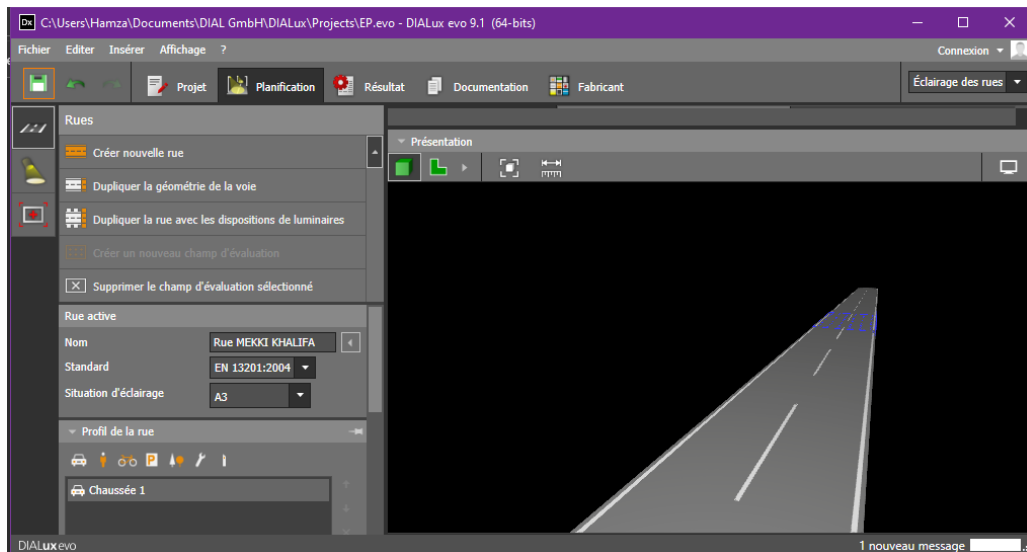 C:\Users\Hamza\Documents\DIAL GmbH\DIALux\Projects\EP.evo - DIALux evo 9.1 (64-bits)
Fichier Editer Insérer Affichage ? Connexion
Projet Planification Résultat Documentation Fabricant Éclairage des rues
Rues
Présentation
Créer nouvelle rue
Dupliquer la géométrie de la voie
Dupliquer la rue avec les dispositions de luminaires
Créer un nouveau champ d'évaluation
Supprimer le champ d'évaluation sélectionné
Rue active
Nom Rue MEKKI KHALIFA
Standard EN 13201:2004
Situation d'éclairage A3
Profil de la rue
Chaussée 1
DIALux evo 1 nouveau message